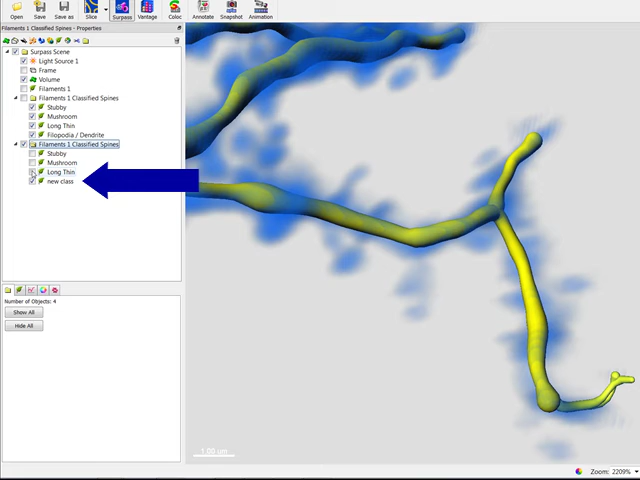 Open Save Save as Slice Surpass Vantage Coloc Annotate Snapshot Animation
Filaments 1 Classified Spines - Properties
Surpass Scene
Light Source 1
Frame
Volume
Filaments 1
Filaments 1 Classified Spines
Stubby
Mushroom
Long Thin
Filopodia / Dendrite
Filaments 1 Classified Spines
Stubby
Mushroom
Long Thin
new class
Number of Objects: 4
Show All
Hide All
1.00 um
Zoom: 2209%